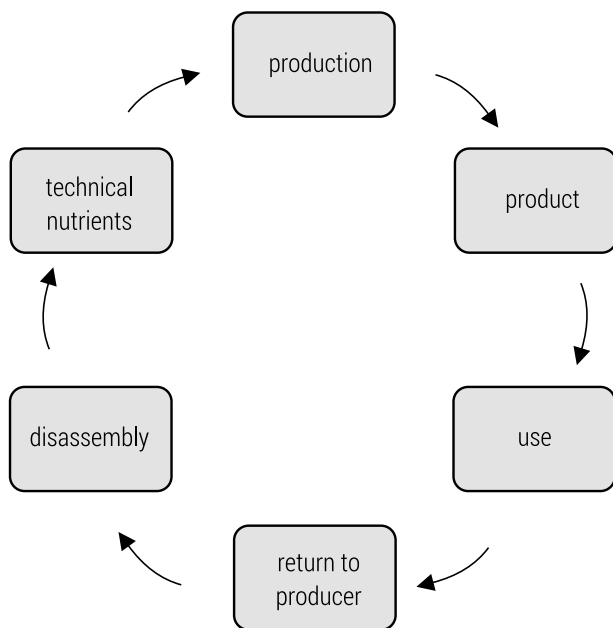 production
product
use
return to
producer
disassembly
technical
nutrients